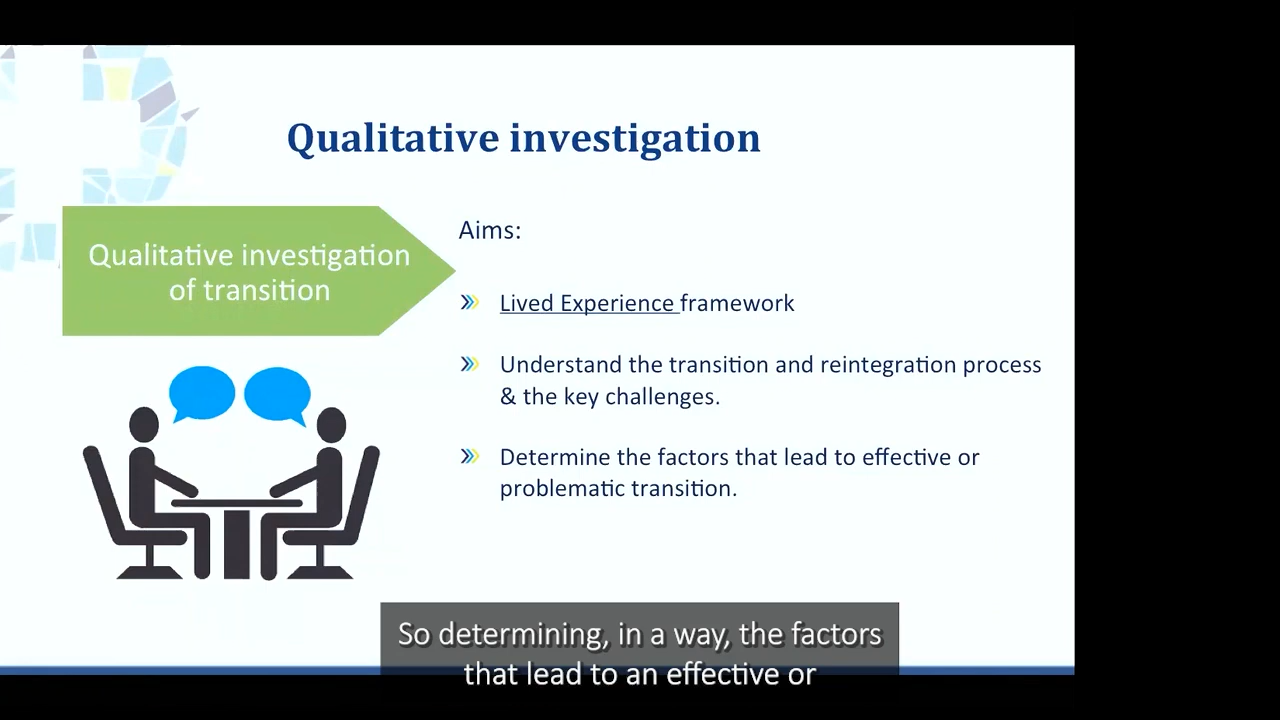 Qualitative investigation
Qualitative investigation
of transition
Aims:
Lived Experience framework
Understand the transition and reintegration process
& the key challenges.
Determine the factors that lead to effective or
problematic transition.
So determining, in a way, the factors
that lead to an effective or